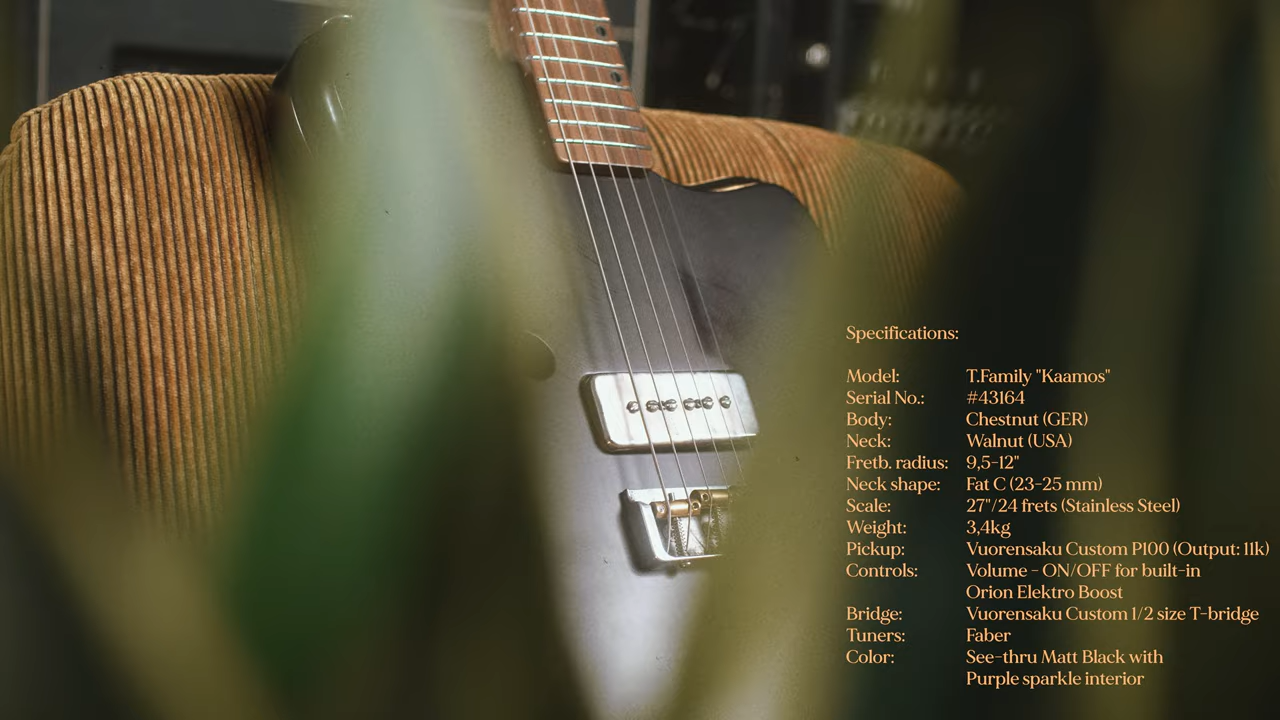 Specifications:
Model: T.Family "Kaamos"
Serial No.: #43164
Body: Chestnut (GER)
Neck: Walnut (USA)
Fretb. radius: 9,5-12"
Neck shape: Fat C (23-25 mm)
Scale: 27"/24 frets (Stainless Steel)
Weight: 3,4kg
Pickup: Vuorensaku Custom P100 (Output: 11k)
Controls: Volume - ON/OFF for built-in
Orion Elektro Boost
Bridge: Vuorensaku Custom 1/2 size T-bridge
Tuners: Faber
Color: See-thru Matt Black with
Purple sparkle interior